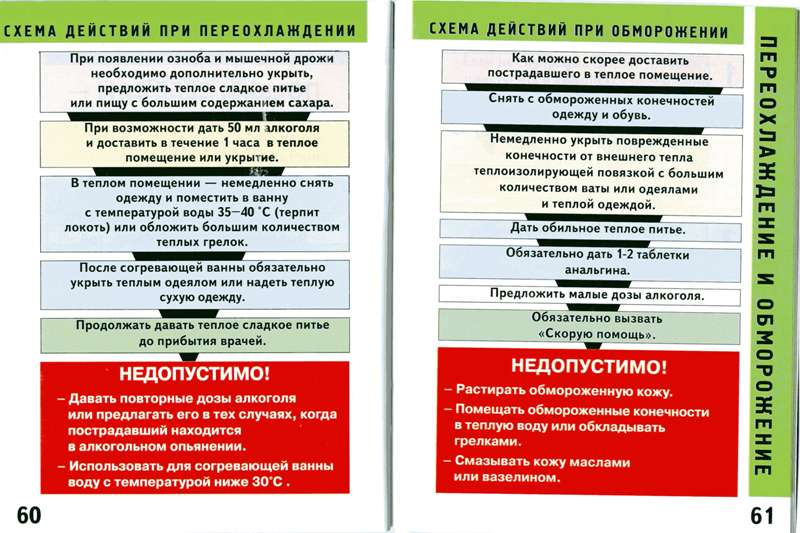 СХЕМА ДЕЙСТВИЙ ПРИ ПЕРЕОХЛАЖДЕНИИ
При появлении озноба и мышечной дрожи
необходимо дополнительно укрыть,
предложить теплое сладкое питье
или пищу с большим содержанием сахара.
При возможности дать 50 мл алкоголя
и доставить в течение 1 часа в теплое
помещение или укрытие.
В теплом помещении — немедленно снять
одежду и поместить в ванну
с температурой воды 35—40 °С (терпит
локоть) или обложить большим количеством
теплых грелок.
После согревающей ванны обязательно
укрыть теплым одеялом или надеть теплую
сухую одежду.
Продолжать давать теплое сладкое питье
до прибытия врачей.
НЕДОПУСТИМО!
– Давать повторные дозы алкоголя
или предлагать его в тех случаях, когда
пострадавший находится
в алкогольном опьянении.
– Использовать для согревающей ванны
воду с температурой ниже 30°С .
60
СХЕМА ДЕЙСТВИЙ ПРИ ОБМОРОЖЕНИИ
Как можно скорее доставить
пострадавшего в теплое помещение.
Снять с обмороженных конечностей
одежду и обувь.
Немедленно укрыть поврежденные
конечности от внешнего тепла
теплоизолирующей повязкой с большим
количеством ваты или одеялами
и теплой одеждой.
Дать обильное теплое питье.
Обязательно дать 1-2 таблетки
анальгина.
Предложить малые дозы алкоголя.
Обязательно вызвать
«Скорую помощь».
НЕДОПУСТИМО!
– Растирать обмороженную кожу.
– Помещать обмороженные конечности
в теплую воду или обкладывать
грелками.
– Смазывать кожу маслами
или вазелином.
61
ПЕРЕОХЛАЖДЕНИЕ И ОБМОРОЖЕНИЕ